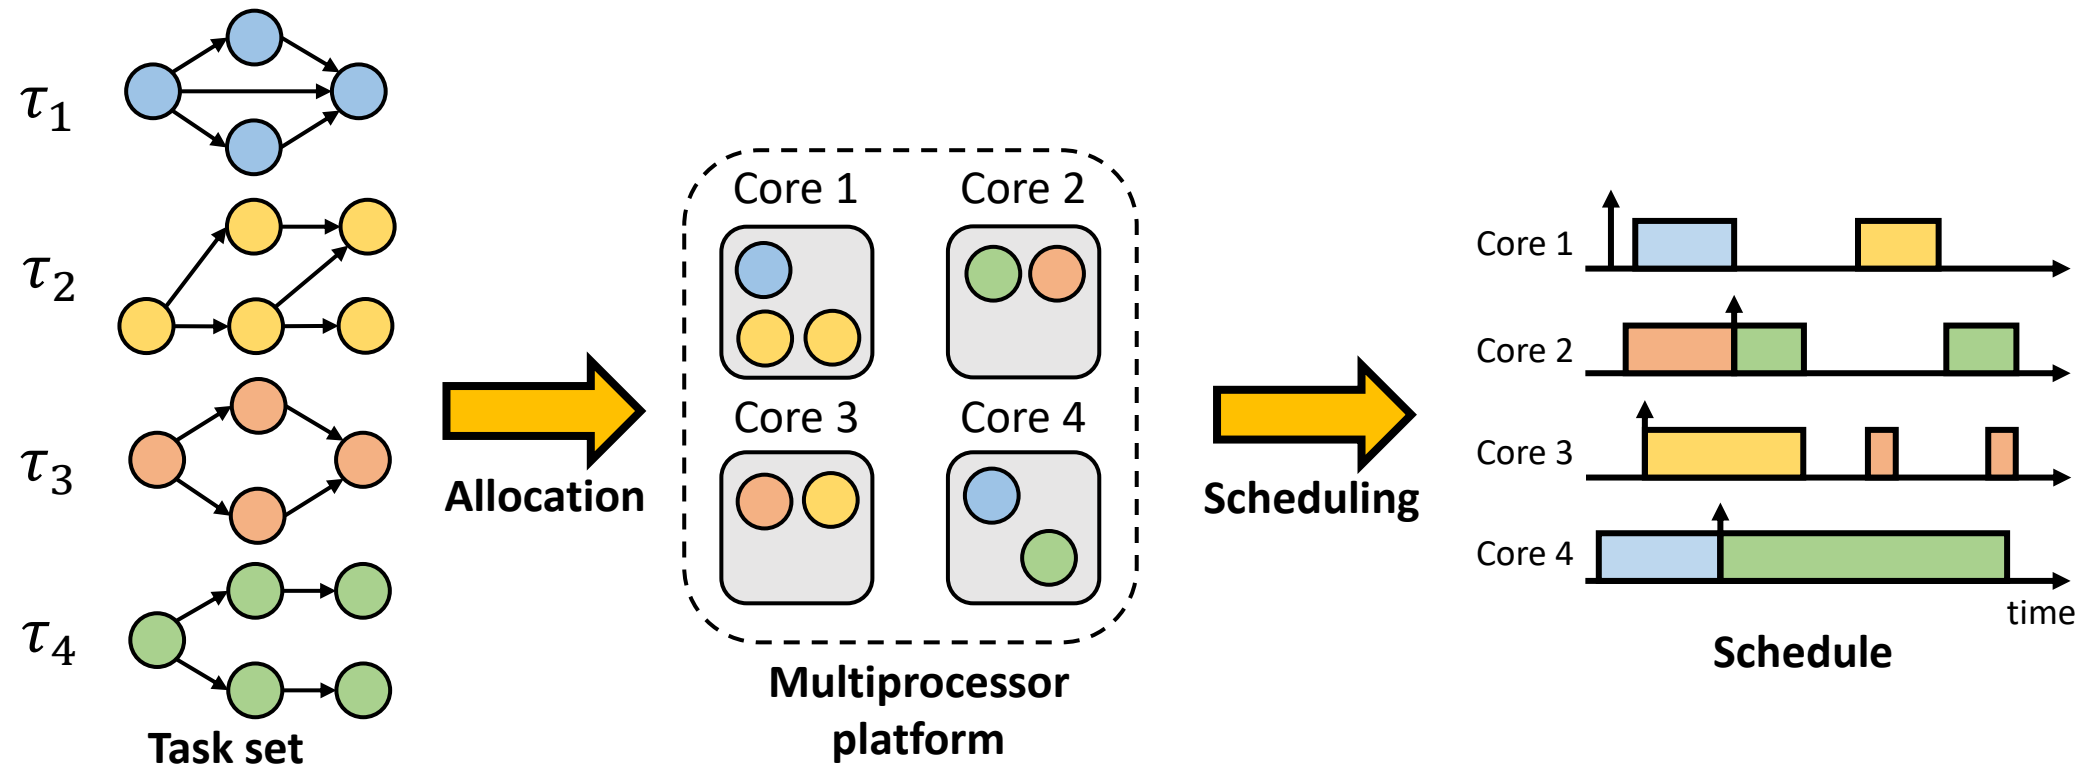 τ1
τ2
τ3
τ4
Task set
Allocation
Core 1
Core 2
Core 3
Core 4
Multiprocessor
platform
Scheduling
Core 1
Core 2
Core 3
Core 4
time
Schedule